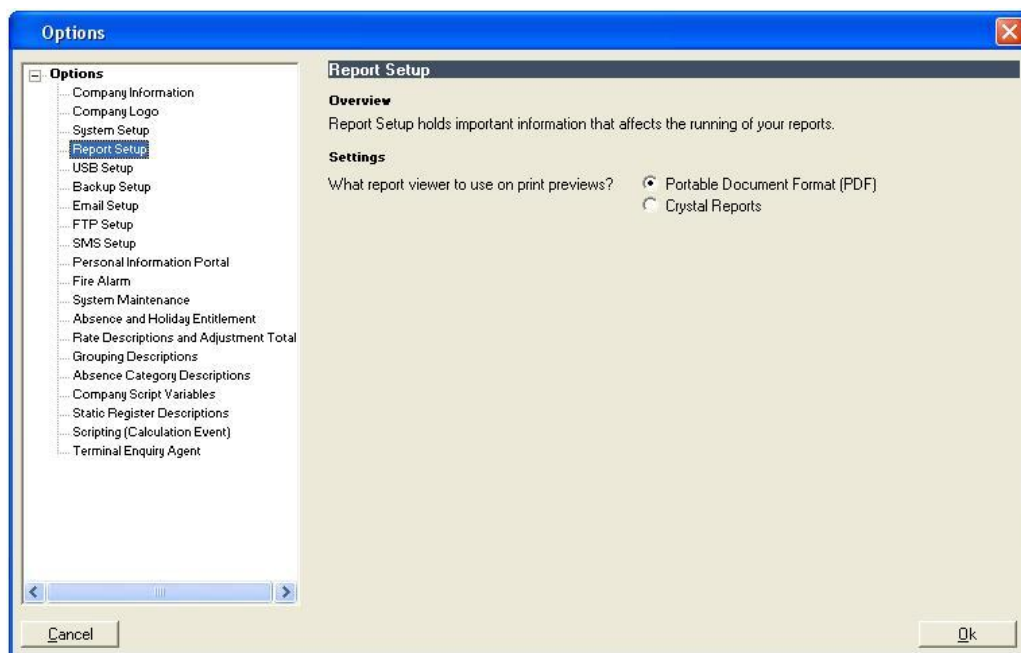 Options
Options
Company Information
Company Logo
System Setup
Report Setup
USB Setup
Backup Setup
Email Setup
FTP Setup
SMS Setup
Personal Information Portal
Fire Alarm
System Maintenance
Absence and Holiday Entitlement
Rate Descriptions and Adjustment Total
Grouping Descriptions
Absence Category Descriptions
Company Script Variables
Static Register Descriptions
Scripting (Calculation Event)
Terminal Enquiry Agent
Report Setup
Overview
Report Setup holds important information that affects the running of your reports.
Settings
What report viewer to use on print previews? Portable Document Format (PDF)
Crystal Reports
Cancel
Ok